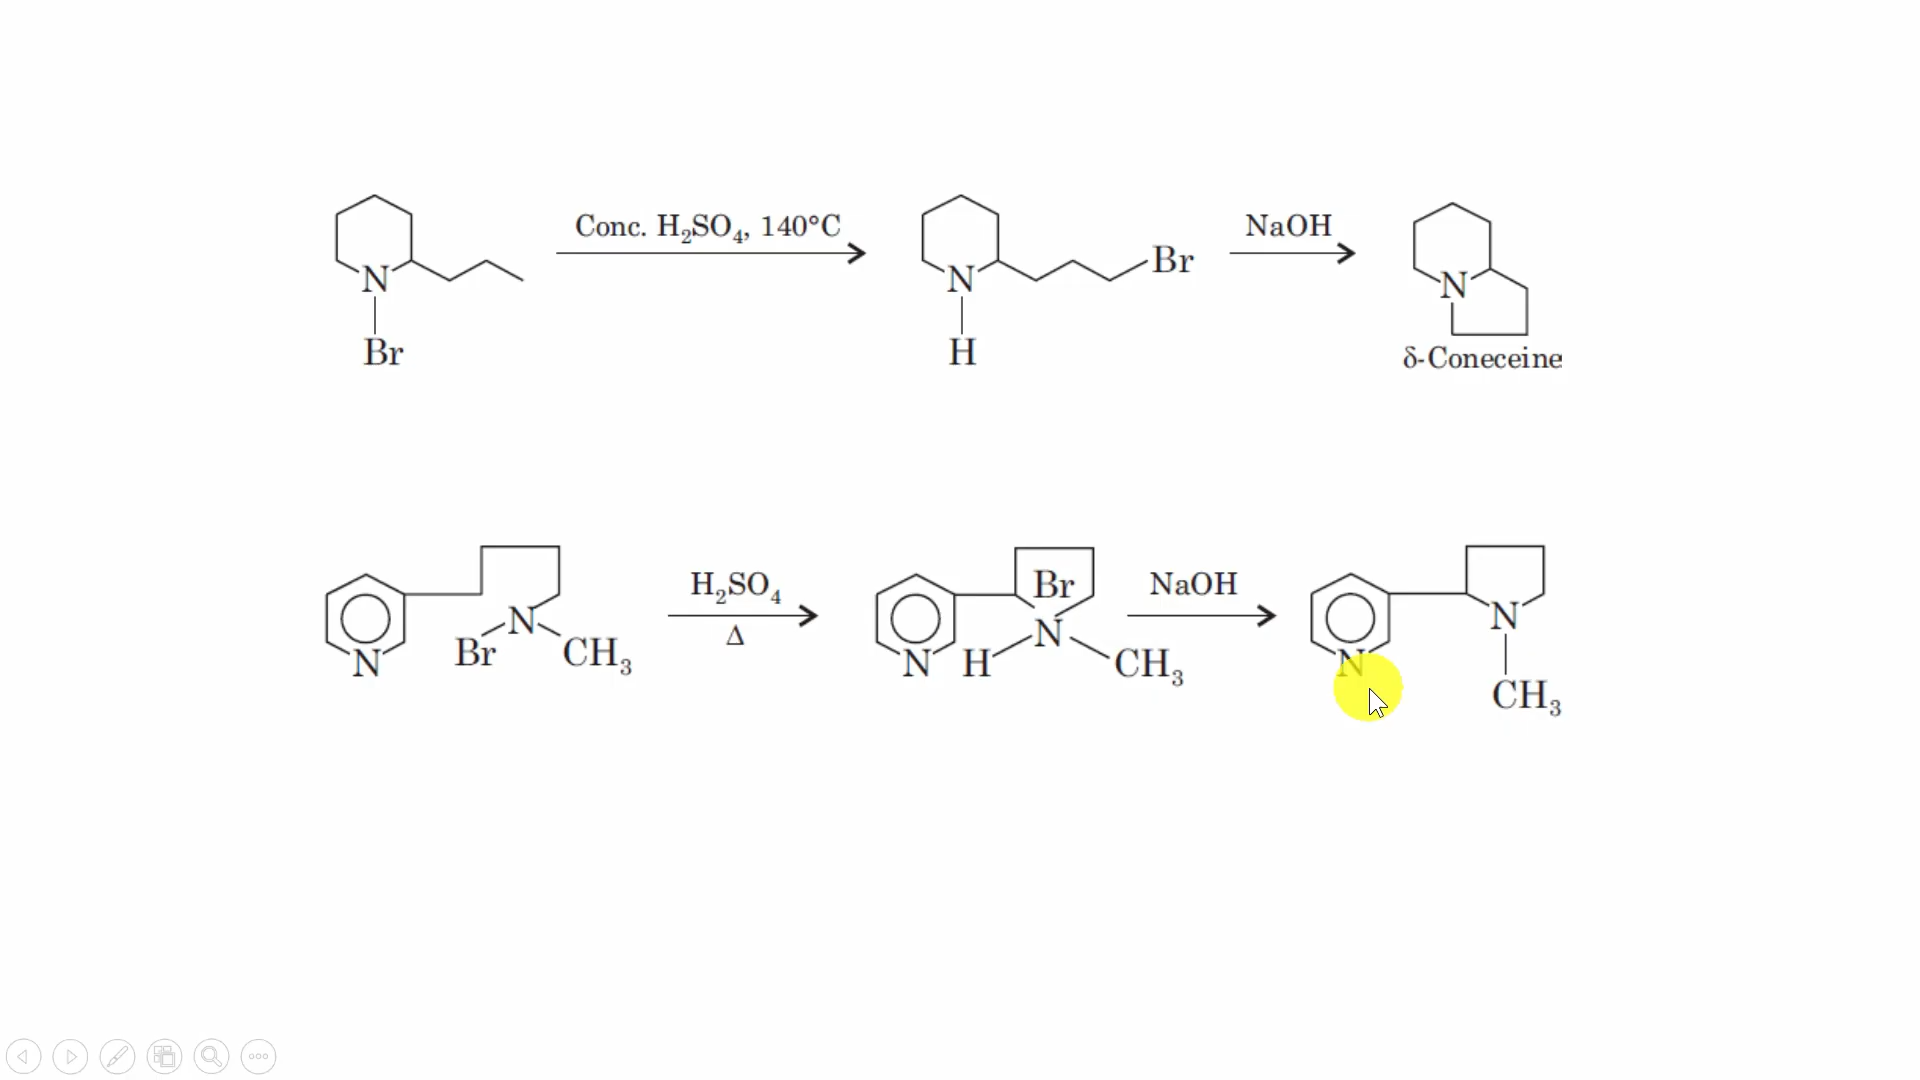 Conc. H₂SO₄, 140°C
NaOH
N
Br
N
H
Br
N
δ-Coneceine
N
Br
N
CH₃
H₂SO₄
Δ
N
Br
H
N
CH₃
NaOH
N
N
CH₃